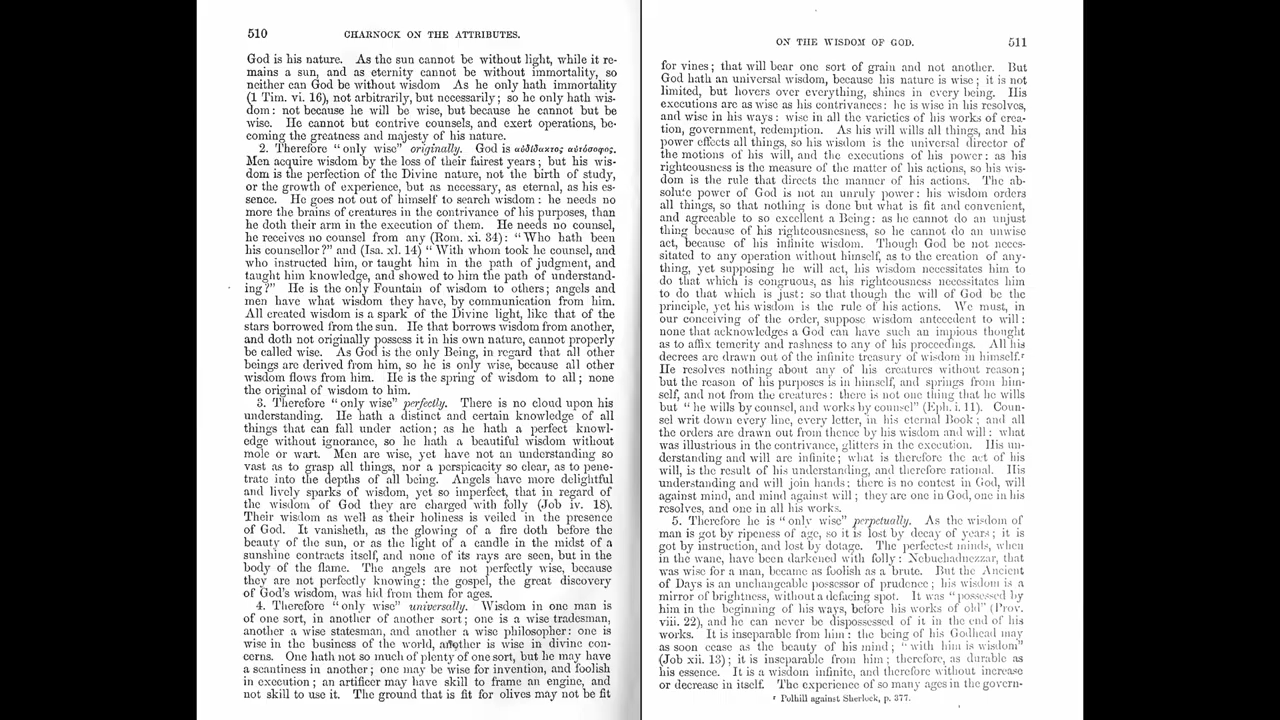 510
CHARNOCK ON THE ATTRIBUTES.
God is his nature. As the sun cannot be without light, while it re-
mains a sun, and as eternity cannot be without immortality, so
neither can God be without wisdom As he only hath immortality
(1 Tim. vi. 16), not arbitrarily, but necessarily; so he only hath wis-
dom: not because he will be wise, but because he cannot but be
wise. He cannot but contrive counsels, and exert operations, be-
coming the greatness and majesty of his nature.
2. Therefore "only wise" originally. God is αὐδίδακτος αὐτόσοφος.
Men acquire wisdom by the loss of their fairest years; but his wis-
dom is the perfection of the Divine nature, not the birth of study,
or the growth of experience, but as necessary, as eternal, as his es-
sence. He goes not out of himself to search wisdom: he needs no
more the brains of creatures in the contrivance of his purposes, than
he doth their arm in the execution of them. He needs no counsel,
he receives no counsel from any (Rom. xi. 34): "Who hath been
his counsellor?" and (Isa. xl. 14) "With whom took he counsel, and
who instructed him, or taught him in the path of judgment, and
taught him knowledge, and showed to him the path of understand-
ing?" He is the only Fountain of wisdom to others; angels and
men have what wisdom they have, by communication from him.
All created wisdom is a spark of the Divine light, like that of the
stars borrowed from the sun. He that borrows wisdom from another,
and doth not originally possess it in his own nature, cannot properly
be called wise. As God is the only Being, in regard that all other
beings are derived from him, so he is only wise, because all other
wisdom flows from him. He is the spring of wisdom to all; none
the original of wisdom to him.
3. Therefore "only wise" perfectly. There is no cloud upon his
understanding. He hath a distinct and certain knowledge of all
things that can fall under action; as he hath a perfect knowl-
edge without ignorance, so he hath a beautiful wisdom without
mole or wart. Men are wise, yet have not an understanding so
vast as to grasp all things, nor a perspicacity so clear, as to pene-
trate into the depths of all being. Angels have more delightful
and lively sparks of wisdom, yet so imperfect, that in regard of
the wisdom of God they are charged with folly (Job iv. 18).
Their wisdom as well as their holiness is veiled in the presence
of God. It vanisheth, as the glowing of a fire doth before the
beauty of the sun, or as the light of a candle in the midst of a
sunshine contracts itself, and none of its rays are seen, but in the
body of the flame. The angels are not perfectly wise, because
they are not perfectly knowing: the gospel, the great discovery
of God's wisdom, was hid from them for ages.
4. Therefore "only wise" universally. Wisdom in one man is
of one sort, in another of another sort; one is a wise tradesman,
another a wise statesman, and another a wise philosopher: one is
wise in the business of the world, another is wise in divine con-
cerns. One hath not so much of plenty of one sort, but he may have
a scantiness in another; one may be wise for invention, and foolish
in execution; an artificer may have skill to frame an engine, and
not skill to use it. The ground that is fit for olives may not be fit
ON THE WISDOM OF GOD.
511
for vines; that will bear one sort of grain and not another. But
God hath an universal wisdom, because his nature is wise; it is not
limited, but hovers over everything, shines in every being. His
executions are as wise as his contrivances: he is wise in his resolves,
and wise in his ways: wise in all the varieties of his works of crea-
tion, government, redemption. As his will wills all things, and his
power effects all things, so his wisdom is the universal director of
the motions of his will, and the executions of his power: as his
righteousness is the measure of the matter of his actions, so his wis-
dom is the rule that directs the manner of his actions. The ab-
solute power of God is not an unruly power: his wisdom orders
all things, so that nothing is done but what is fit and convenient,
and agreeable to so excellent a Being: as he cannot do an unjust
thing because of his righteousness, so he cannot do an unwise
act, because of his infinite wisdom. Though God be not neces-
sitated to any operation without himself, as to the creation of any-
thing, yet supposing he will act, his wisdom necessitates him to
do that which is congruous, as his righteousness necessitates him
to do that which is just: so that though the will of God be the
principle, yet his wisdom is the rule of his actions. We must, in
our conceiving of the order, suppose wisdom antecedent to will:
none that acknowledges a God can have such an impious thought
as to affix temerity and rashness to any of his proceedings. All his
decrees are drawn out of the infinite treasury of wisdom in himself.ʳ
He resolves nothing about any of his creatures without reason;
but the reason of his purposes is in himself, and springs from him-
self, and not from the creatures: there is not one thing that he wills
but "he wills by counsel, and works by counsel" (Eph. i. 11). Coun-
sel writ down every line, every letter, in his eternal Book; and all
the orders are drawn out from thence by his wisdom and will: what
was illustrious in the contrivance, glitters in the execution. His un-
derstanding and will are infinite; what is therefore the act of his
will, is the result of his understanding, and therefore rational. His
understanding and will join hands; there is no contest in God, will
against mind, and mind against will; they are one in God, one in his
resolves, and one in all his works.
5. Therefore he is "only wise" perpetually. As the wisdom of
man is got by ripeness of age, so it is lost by decay of years; it is
got by instruction, and lost by dotage. The perfectest minds, when
in the wane, have been darkened with folly: Nebuchadnezzar, that
was wise for a man, became as foolish as a brute. But the Ancient
of Days is an unchangeable possessor of prudence; his wisdom is a
mirror of brightness, without a defacing spot. It was "possessed by
him in the beginning of his ways, before his works of old" (Prov.
viii. 22), and he can never be dispossessed of it in the end of his
works. It is inseparable from him: the being of his Godhead may
as soon cease as the beauty of his mind; "with him is wisdom"
(Job xii. 13); it is inseparable from him; therefore, as durable as
his essence. It is a wisdom infinite, and therefore without increase
or decrease in itself. The experience of so many ages in the govern-
ʳ Polhill against Sherlock, p. 377.